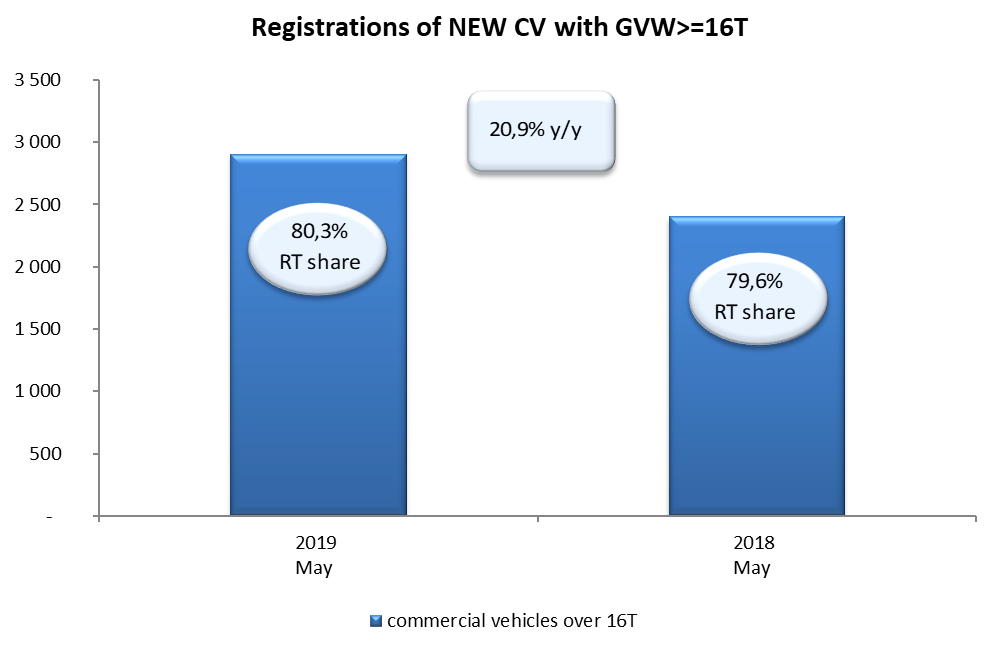 Registrations of NEW CV with GVW>=16T
3 500
3 000
2 500
2 000
1 500
1 000
500
-
20,9% y/y
80,3%
RT share
79,6%
RT share
2019
May
2018
May
commercial vehicles over 16T